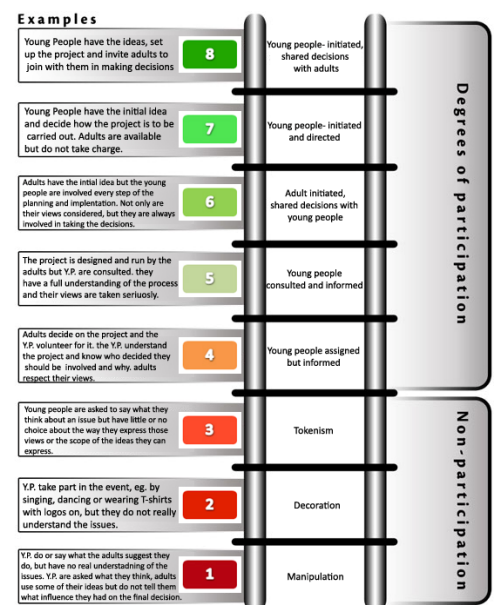 Examples
Young People have the ideas, set
up the project and invite adults to
join with them in making decisions
8
Young people- initiated,
shared decisions
with adults
Young People have the initial idea
and decide how the project is to be
carried out. Adults are available
but do not take charge.
7
Young people- initiated
and directed
Adults have the intial idea but the young
people are involved every step of the
planning and implentation. Not only are
their views considered, but they are always
involved in taking the decisions.
6
Adult initiated,
shared decisions with
young people
The project is designed and run by the
adults but Y.P. are consulted. they
have a full understanding of the process
and their views are taken seriuosly.
5
Young people
consulted and informed
Adults decide on the project and the
Y.P. volunteer for it. the Y.P. understand
the project and know who decided they
should be involved and why. adults
respect their views.
4
Young people assigned
but informed
Degrees of participation
Young people are asked to say what they
think about an issue but have little or no
choice about the way they express those
views or the scope of the ideas they can
express.
3
Tokenism
Y.P. take part in the event, eg. by
singing, dancing or wearing T-shirts
with logos on, but they do not really
understand the issues.
2
Decoration
Y.P. do or say what the adults suggest they
do, but have no real understadning of the
issues. Y.P. are asked what they think, adults
use some of their ideas but do not tell them
what influence they had on the final decision.
1
Manipulation
Non-participation